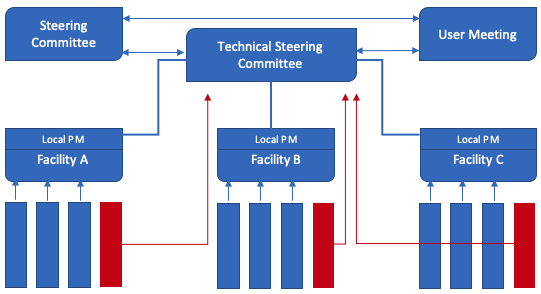 Steering
Committee
Technical Steering
Committee
User Meeting
Local PM
Facility A
Local PM
Facility B
Local PM
Facility C